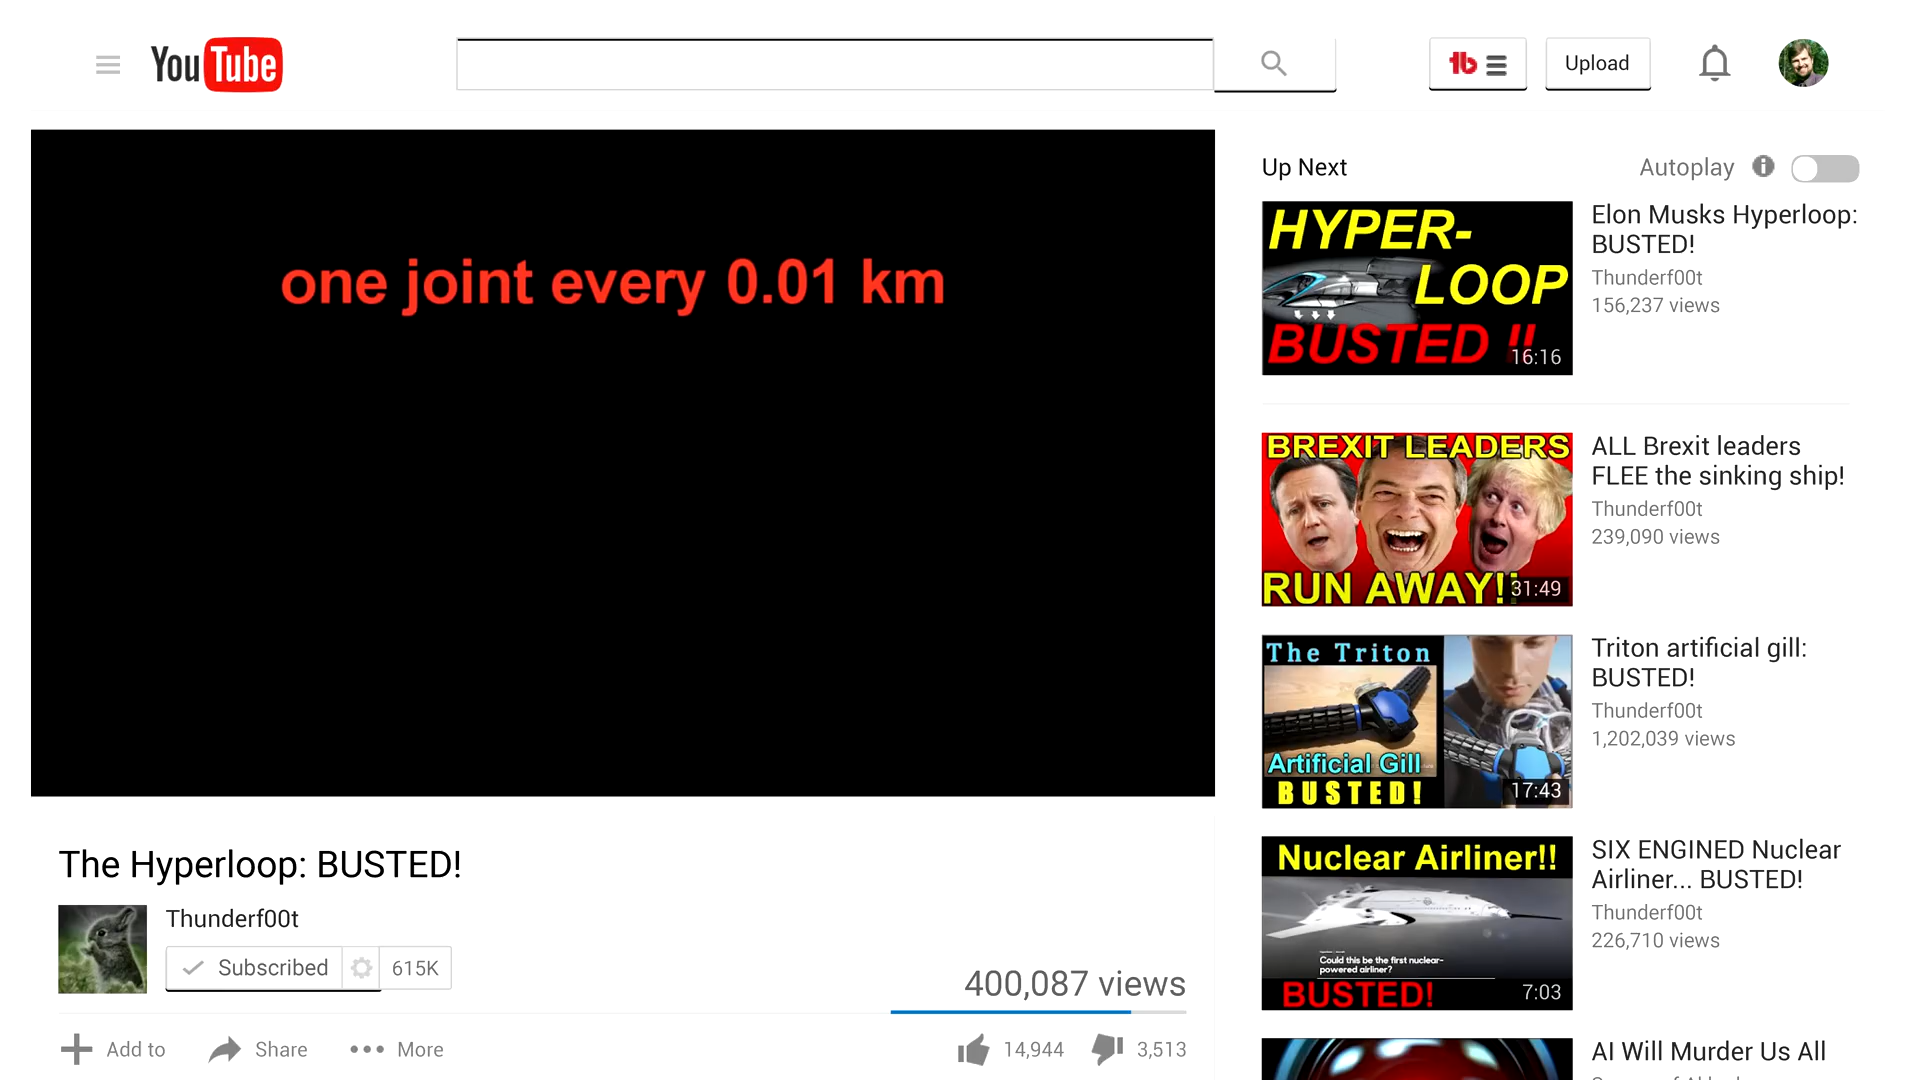 YouTube
Upload
one joint every 0.01 km
Up Next
Autoplay
HYPER-
LOOP
BUSTED !!
16:16
Elon Musks Hyperloop:
BUSTED!
Thunderf00t
156,237 views
BREXIT LEADERS
RUN AWAY!!
31:49
ALL Brexit leaders
FLEE the sinking ship!
Thunderf00t
239,090 views
The Triton
Artificial Gill
BUSTED!
17:43
Triton artificial gill:
BUSTED!
Thunderf00t
1,202,039 views
Nuclear Airliner!!
Could this be the first nuclear-
powered airliner?
BUSTED!
7:03
SIX ENGINED Nuclear
Airliner... BUSTED!
Thunderf00t
226,710 views
AI Will Murder Us All
The Hyperloop: BUSTED!
Thunderf00t
Subscribed
615K
400,087 views
Add to
Share
More
14,944
3,513